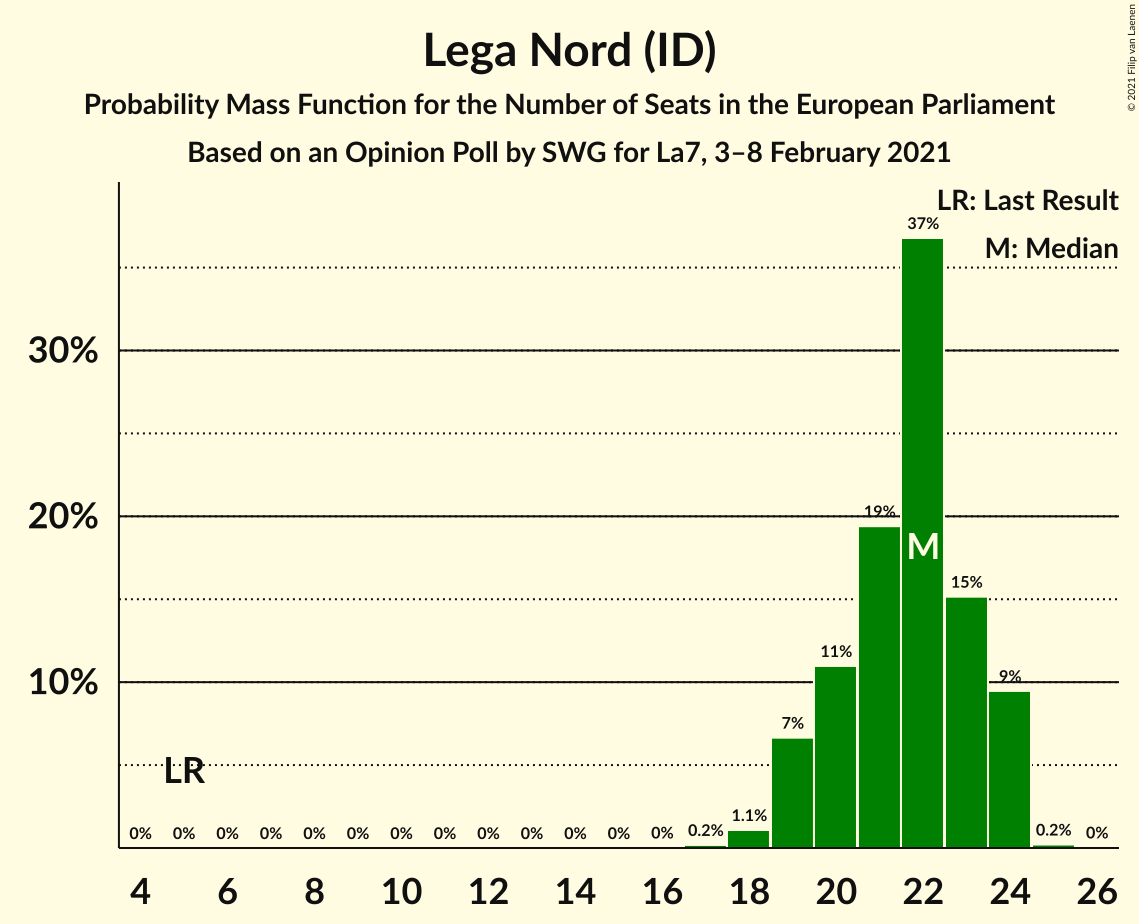 Lega Nord (ID)
Probability Mass Function for the Number of Seats in the European Parliament
Based on an Opinion Poll by SWG for La7, 3–8 February 2021
© 2021 Filip van Laenen
LR: Last Result
M: Median
30%
20%
10%
0% 0% 0% 0% 0% 0% 0% 0% 0% 0% 0% 0% 0% 0.2% 1.1% 7% 11% 19% 37% 15% 9% 0.2% 0%
LR
M
4 6 8 10 12 14 16 18 20 22 24 26